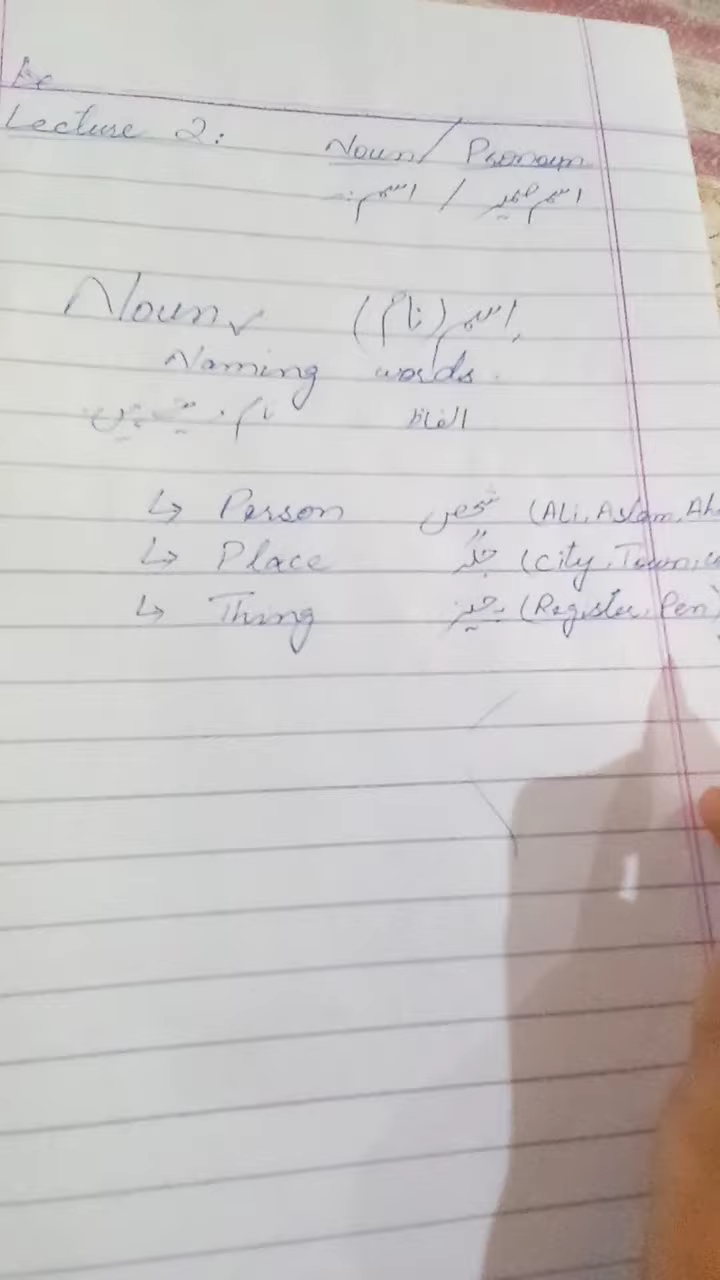 Lecture 2: Noun/ Pronoun
اسم / اسم ضمیر
Noun اسم (نام)
Naming words.
نام الفاظ
↳ Person شخص (Ali, Aslam, Ah
↳ Place جگہ (City, Town,
↳ Thing چیز (Register, Pen)